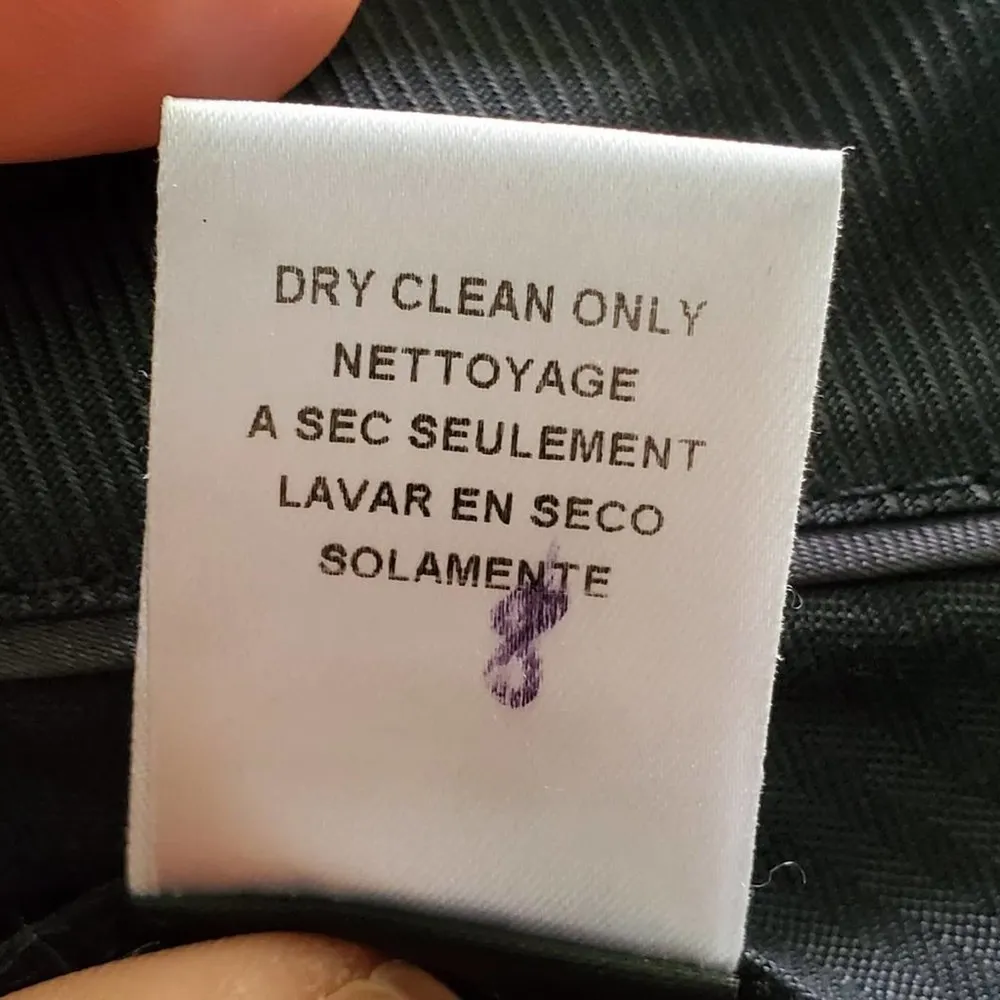 DRY CLEAN ONLY
NETTOYAGE
A SEC SEULEMENT
LAVAR EN SECO
SOLAMENTE
8